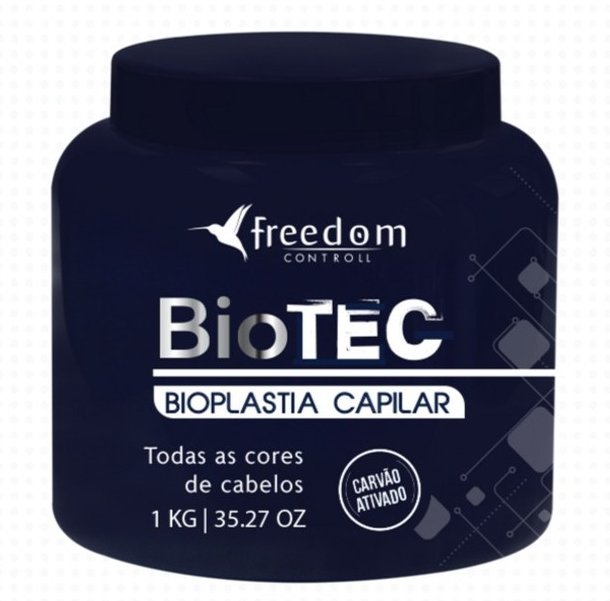 freedom
CONTROLL
BioTEC
BIOPLASTIA CAPILAR
Todas as cores
de cabelos
1 KG | 35.27 OZ
CARVÃO
ATIVADO